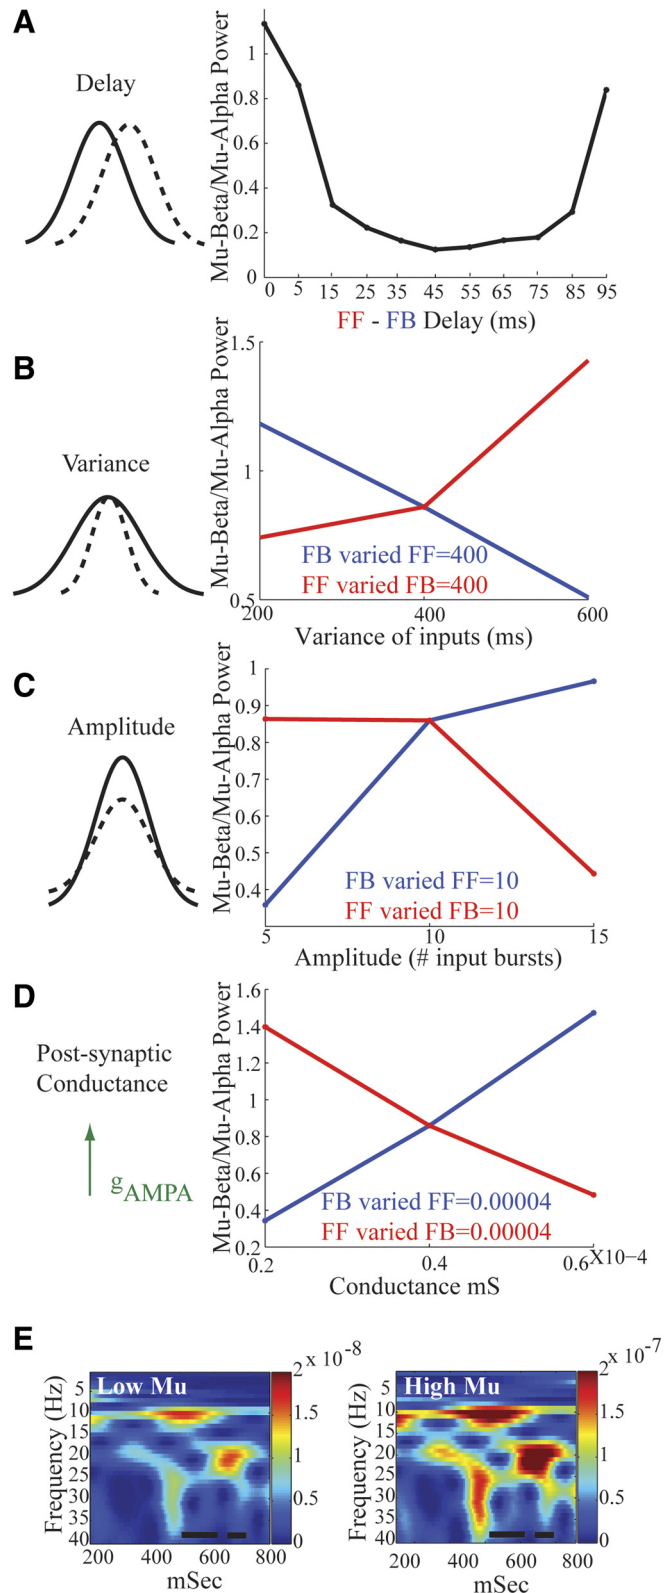 A
Delay
Mu-Beta/Mu-Alpha Power
1
0.8
0.6
0.4
0.2
0
0 5 15 25 35 45 55 65 75 85 95
FF - FB Delay (ms)
B
Variance
Mu-Beta/Mu-Alpha Power
1.5
1
0.5
FB varied FF=400
FF varied FB=400
200 400 600
Variance of inputs (ms)
C
Amplitude
Mu-Beta/Mu-Alpha Power
1
0.9
0.8
0.7
0.6
0.5
0.4
FB varied FF=10
FF varied FB=10
5 10 15
Amplitude (# input bursts)
D
Post-synaptic
Conductance
gAMPA
Mu-Beta/Mu-Alpha Power
1.6
1.4
1.2
1
0.8
0.6
0.4
0.2
FB varied FF=0.00004
FF varied FB=0.00004
0.2 0.4 0.6 X10-4
Conductance mS
E
Low Mu
Frequency (Hz)
5
10
15
20
25
30
35
40
200 400 600 800
mSec
2 x 10-8
1.5
1
0.5
0
High Mu
Frequency (Hz)
5
10
15
20
25
30
35
40
200 400 600 800
mSec
2 x 10-7
1.5
1
0.5
0